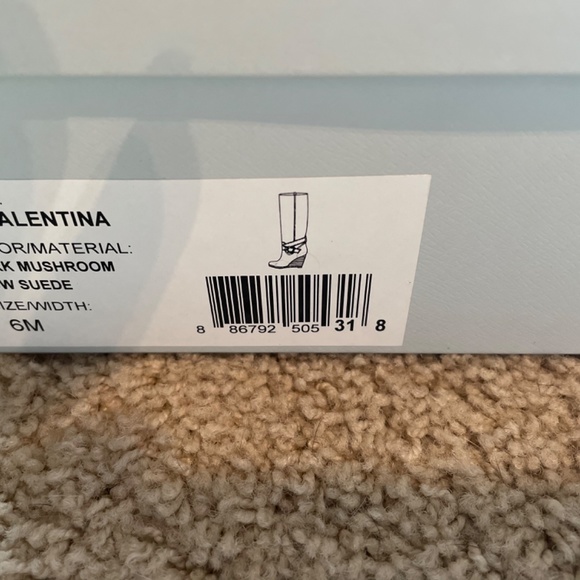 ALENTINA
OR/MATERIAL:
K MUSHROOM
W SUEDE
IZE/WIDTH:
6M
8 86792 505 31 8